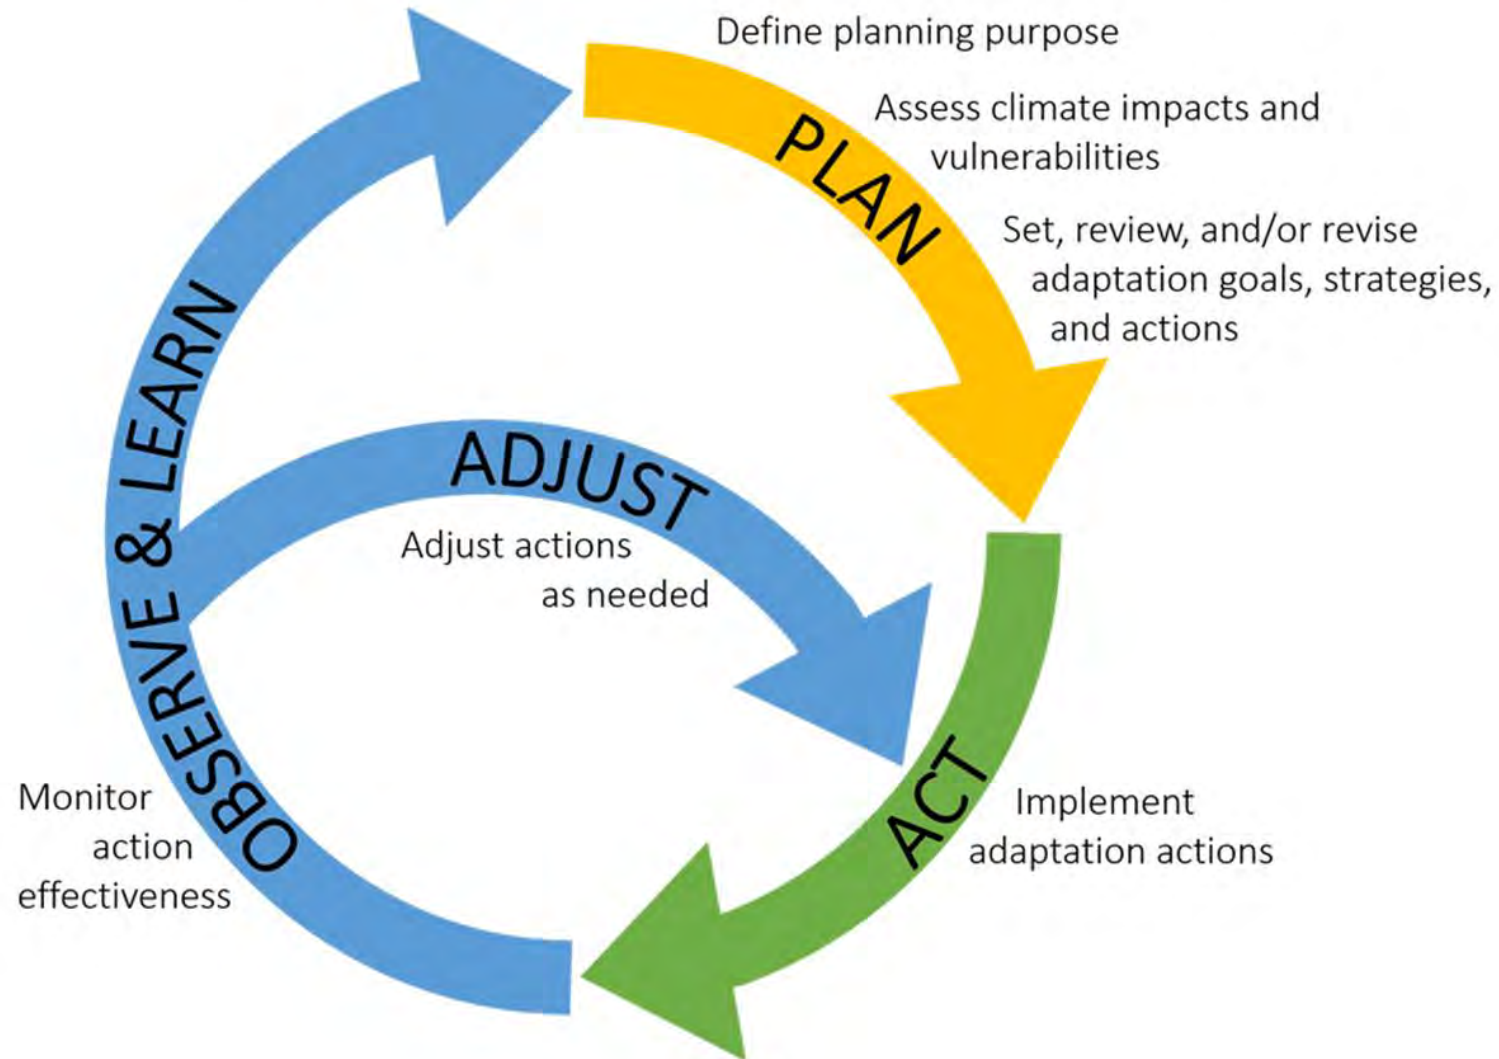 Define planning purpose
PLAN
Assess climate impacts and
vulnerabilities
Set, review, and/or revise
adaptation goals, strategies,
and actions
OBSERVE & LEARN
ADJUST
Adjust actions
as needed
ACT
Implement
adaptation actions
Monitor
action
effectiveness